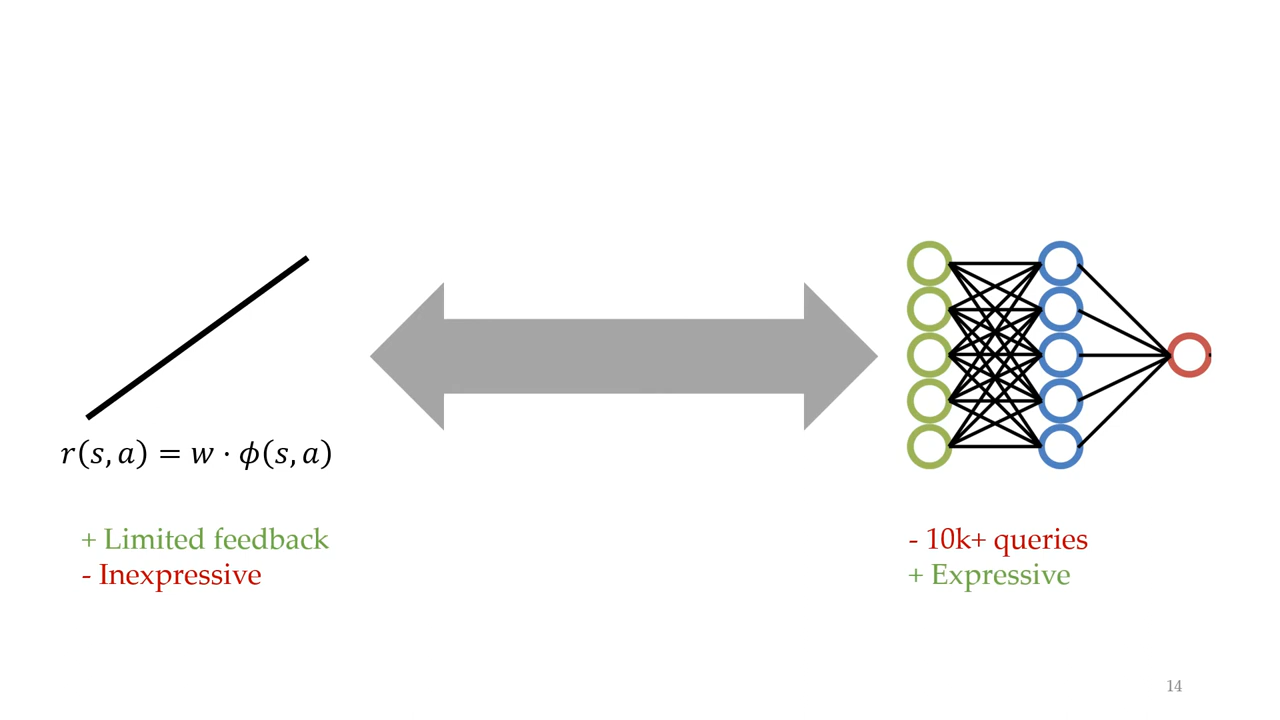 𝑟(𝑠, 𝑎) = 𝑤 · 𝜙(𝑠, 𝑎)
+ Limited feedback
- Inexpressive
- 10k+ queries
+ Expressive
14